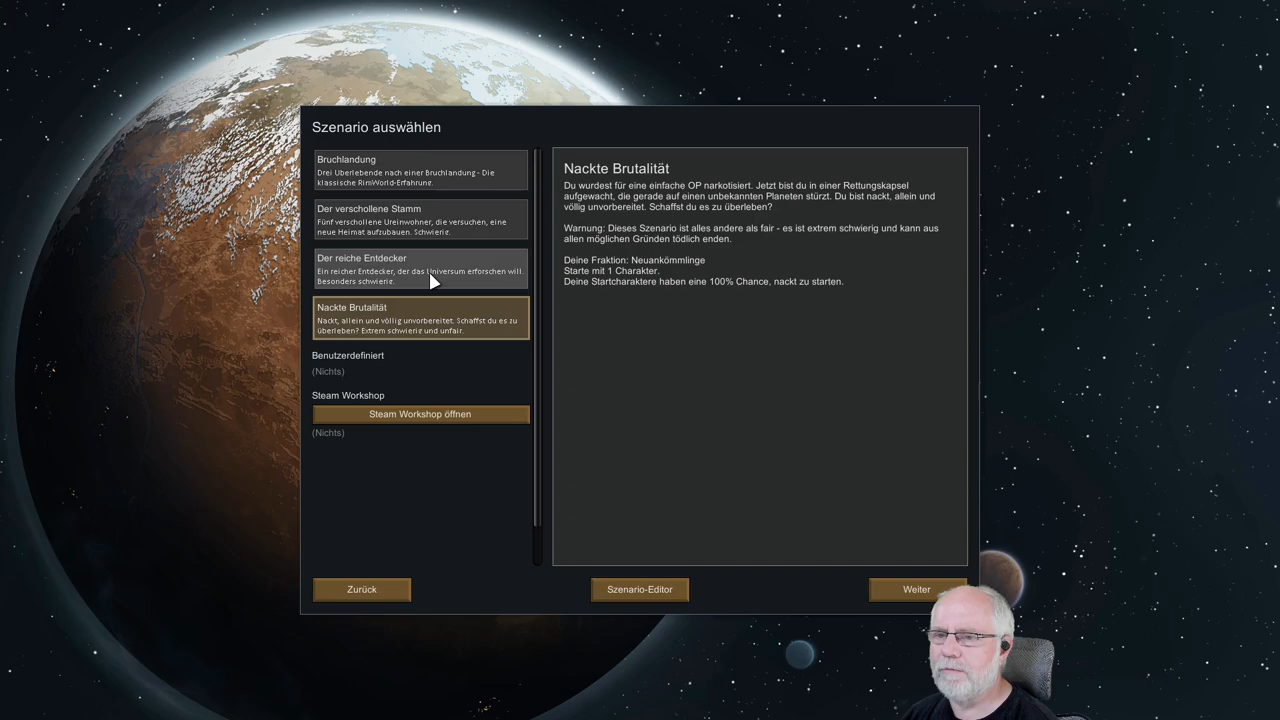 Szenario auswählen
Bruchlandung
Drei Überlebende nach einer Bruchlandung - Die
klassische RimWorld-Erfahrung.
Der verschollene Stamm
Fünf verschollene Ureinwohner, die versuchen, eine
neue Heimat aufzubauen. Schwierig.
Der reiche Entdecker
Ein reicher Entdecker, der das Universum erforschen will.
Besonders schwierig.
Nackte Brutalität
Nackt, allein und völlig unvorbereitet. Schaffst du es zu
überleben? Extrem schwierig und unfair.
Benutzerdefiniert
(Nichts)
Steam Workshop
Steam Workshop öffnen
(Nichts)
Nackte Brutalität
Du wurdest für eine einfache OP narkotisiert. Jetzt bist du in einer Rettungskapsel
aufgewacht, die gerade auf einen unbekannten Planeten stürzt. Du bist nackt, allein und
völlig unvorbereitet. Schaffst du es zu überleben?
Warnung: Dieses Szenario ist alles andere als fair - es ist extrem schwierig und kann aus
allen möglichen Gründen tödlich enden.
Deine Fraktion: Neuankömmlinge
Starte mit 1 Charakter.
Deine Startcharaktere haben eine 100% Chance, nackt zu starten.
Zurück
Szenario-Editor
Weiter